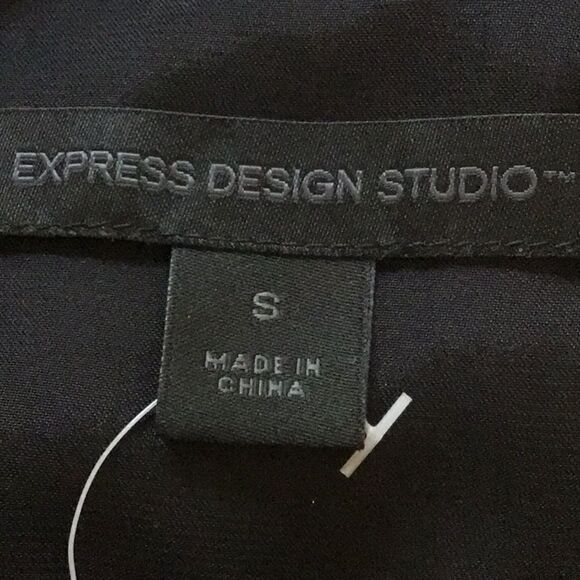 EXPRESS DESIGN STUDIO™
S
MADE IN
CHINA